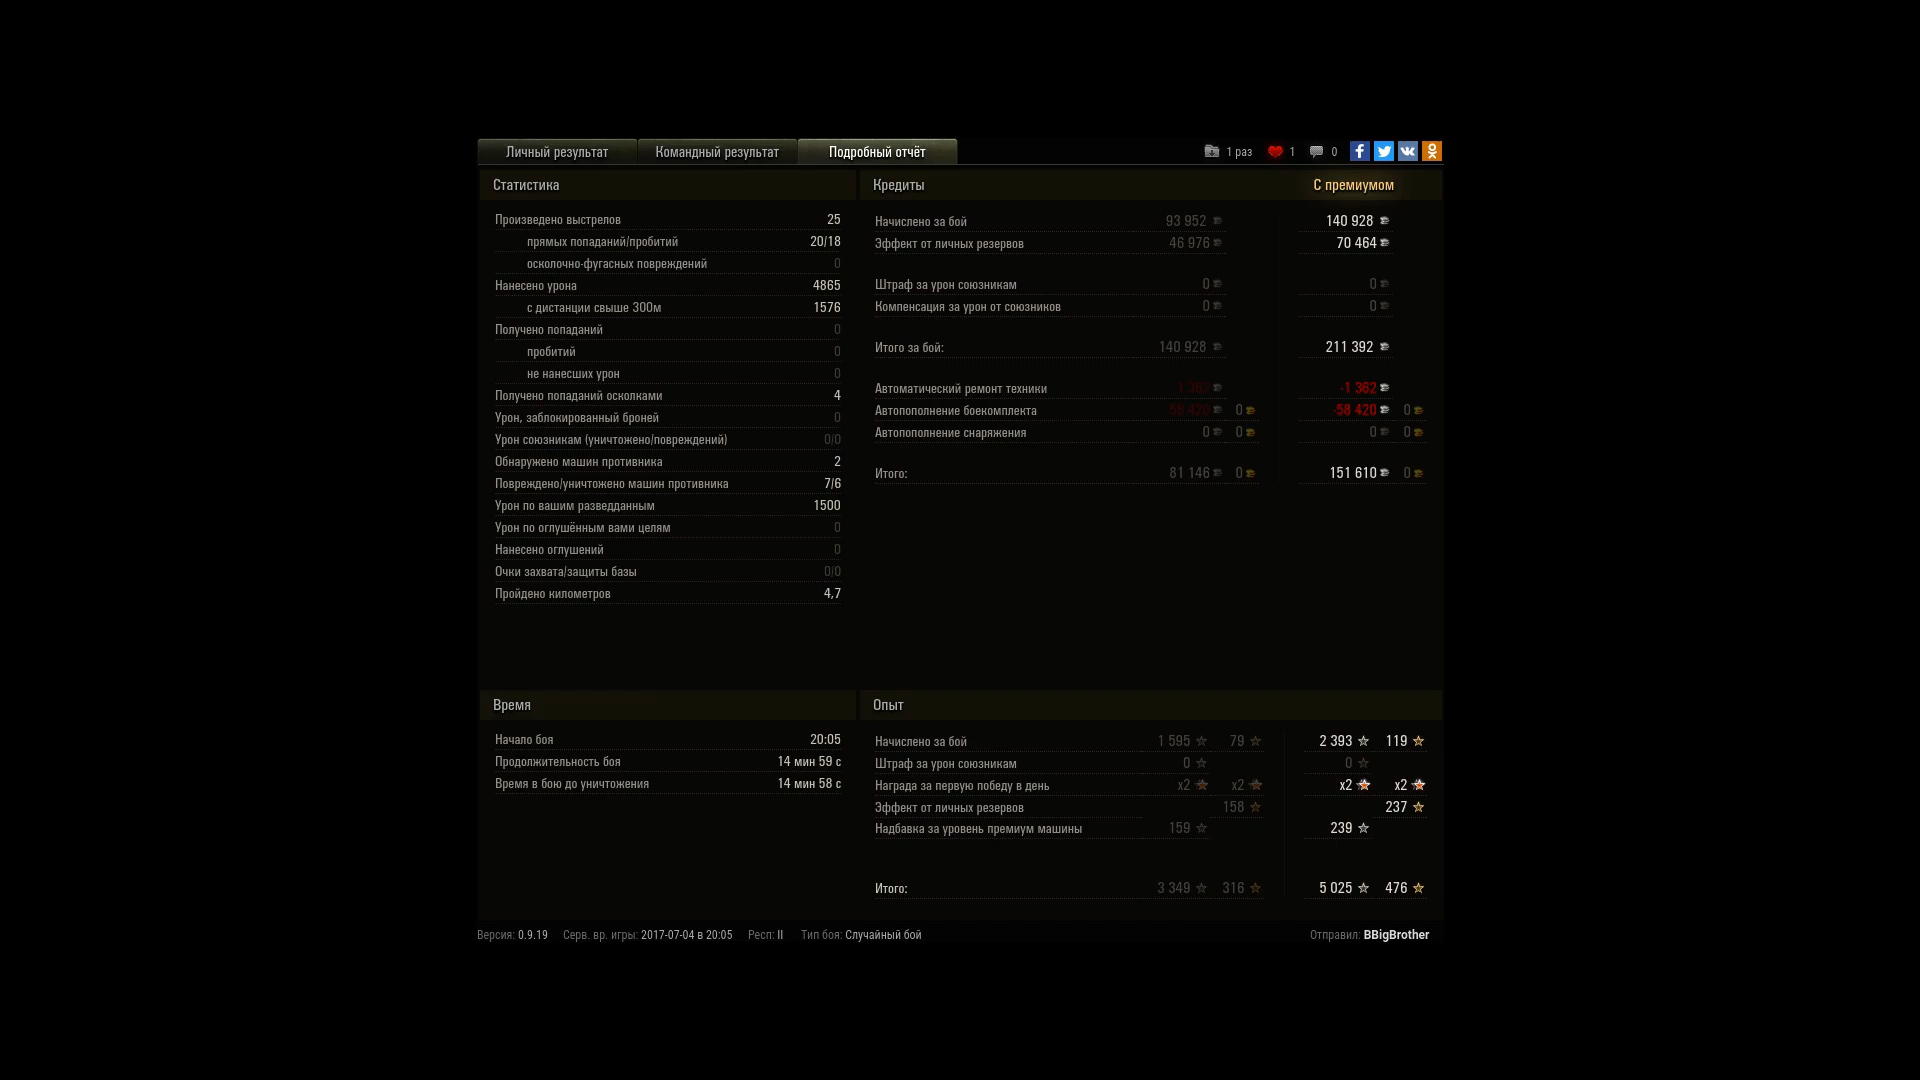 Личный результат Командный результат Подробный отчёт 1 раз 1 0
Статистика
Произведено выстрелов 25
прямых попаданий/пробитий 20/18
осколочно-фугасных повреждений 0
Нанесено урона 4865
с дистанции свыше 300м 1576
Получено попаданий 0
пробитий 0
не нанесших урон 0
Получено попаданий осколками 4
Урон, заблокированный броней 0
Урон союзникам (уничтожено/повреждений) 0/0
Обнаружено машин противника 2
Повреждено/уничтожено машин противника 7/6
Урон по вашим разведданным 1500
Урон по оглушённым вами целям 0
Нанесено оглушений 0
Очки захвата/защиты базы 0/0
Пройдено километров 4,7
Кредиты С премиумом
Начислено за бой 93 952 140 928
Эффект от личных резервов 46 976 70 464
Штраф за урон союзникам 0 0
Компенсация за урон от союзников 0 0
Итого за бой: 140 928 211 392
Автоматический ремонт техники -1 362 -1 362
Автопополнение боекомплекта -58 420 0 -58 420 0
Автопополнение снаряжения 0 0 0 0
Итого: 81 146 0 151 610 0
Время
Начало боя 20:05
Продолжительность боя 14 мин 59 с
Время в бою до уничтожения 14 мин 58 с
Опыт
Начислено за бой 1 595 79 2 393 119
Штраф за урон союзникам 0 0
Награда за первую победу в день x2 x2 x2 x2
Эффект от личных резервов 158 237
Надбавка за уровень премиум машины 159 239
Итого: 3 349 316 5 025 476
Версия: 0.9.19 Серв. вр. игры: 2017-07-04 в 20:05 Респ: II Тип боя: Случайный бой Отправил: BBigBrother